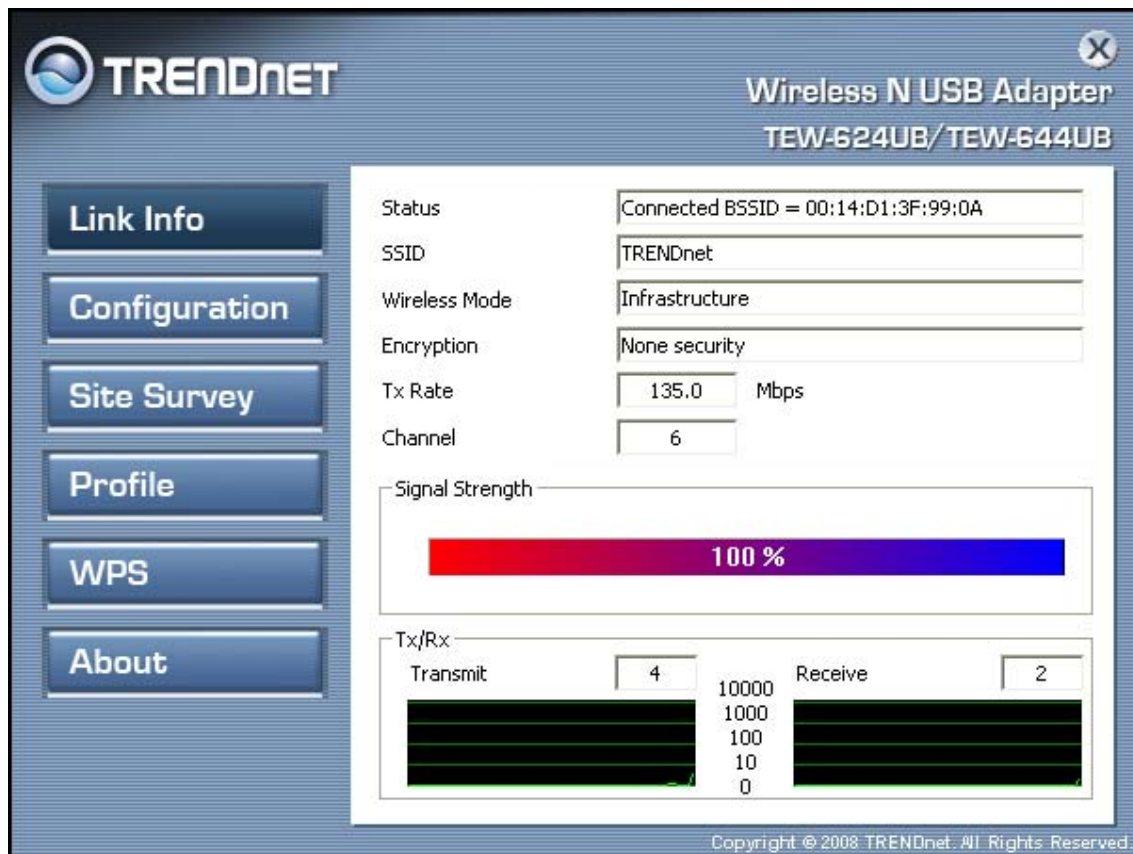 TRENDnet
X
Wireless N USB Adapter
TEW-624UB/TEW-644UB
Link Info
Configuration
Site Survey
Profile
WPS
About
Status Connected BSSID = 00:14:D1:3F:99:0A
SSID TRENDnet
Wireless Mode Infrastructure
Encryption None security
Tx Rate 135.0 Mbps
Channel 6
Signal Strength
100 %
Tx/Rx
Transmit 4
10000
1000
100
10
0
Receive 2
Copyright © 2008 TRENDnet. All Rights Reserved.